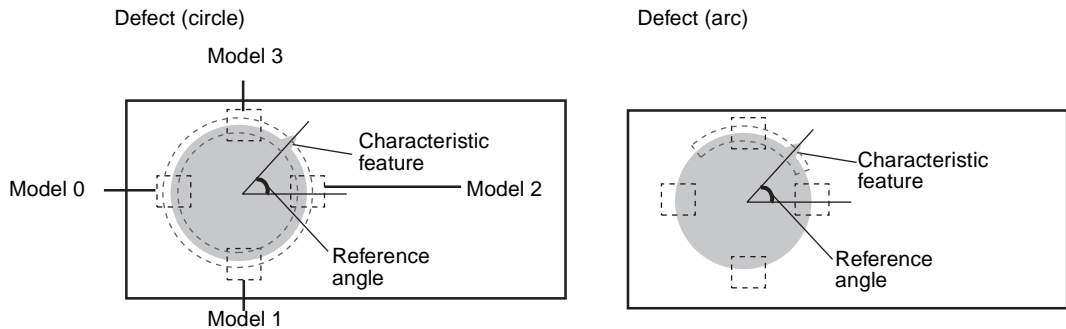 Defect (circle)
Model 3
Characteristic
feature
Model 0
Model 2
Reference
angle
Model 1
Defect (arc)
Characteristic
feature
Reference
angle